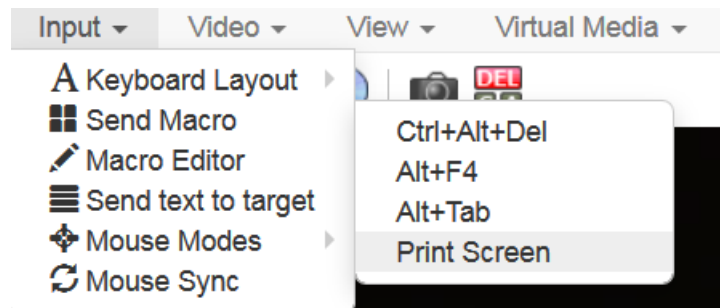 Input Video View Virtual Media
Keyboard Layout
Send Macro
Macro Editor
Send text to target
Mouse Modes
Mouse Sync
DEL
Ctrl+Alt+Del
Alt+F4
Alt+Tab
Print Screen